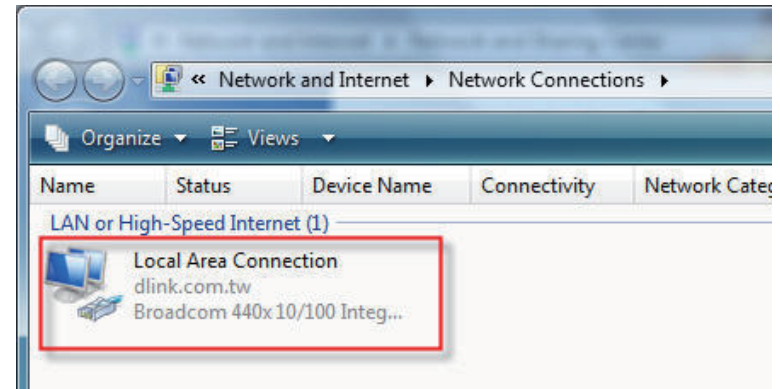 « Network and Internet ▸ Network Connections ▸
Organize ▾ Views ▾
Name Status Device Name Connectivity Network Categ
LAN or High-Speed Internet (1)
Local Area Connection
dlink.com.tw
Broadcom 440x 10/100 Integ...